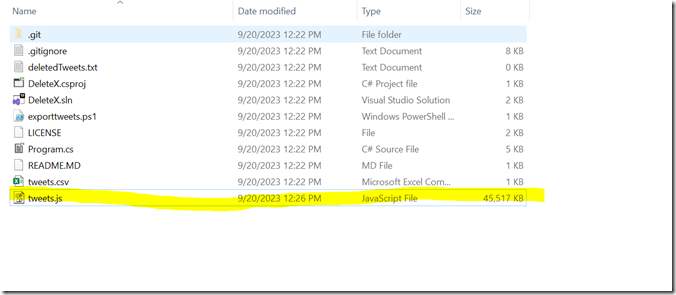 Name Date modified Type Size
.git 9/20/2023 12:22 PM File folder
.gitignore 9/20/2023 12:22 PM Text Document 8 KB
deletedTweets.txt 9/20/2023 12:22 PM Text Document 0 KB
DeleteX.csproj 9/20/2023 12:22 PM C# Project file 1 KB
DeleteX.sln 9/20/2023 12:22 PM Visual Studio Solution 2 KB
exporttweets.ps1 9/20/2023 12:22 PM Windows PowerShell ... 1 KB
LICENSE 9/20/2023 12:22 PM File 2 KB
Program.cs 9/20/2023 12:22 PM C# Source File 5 KB
README.MD 9/20/2023 12:22 PM MD File 1 KB
tweets.csv 9/20/2023 12:22 PM Microsoft Excel Com... 1 KB
tweets.js 9/20/2023 12:26 PM JavaScript File 45,517 KB